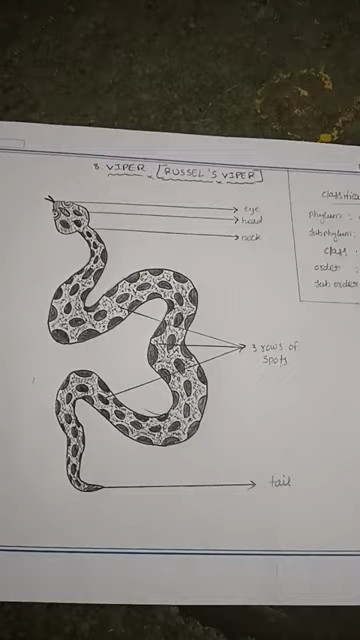 8 VIPER (RUSSEL'S VIPER)
eye
head
neck
3 rows of
spots
tail
classifica
phylum :
subphylum:
class :
order :
sub order